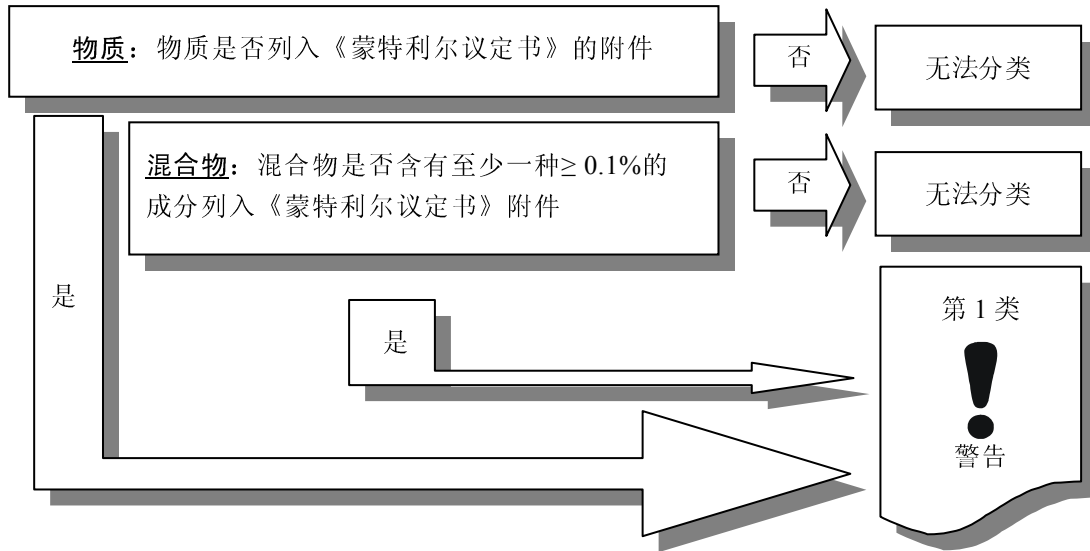 物质：物质是否列入《蒙特利尔议定书》的附件
否
无法分类
混合物：混合物是否含有至少一种≥ 0.1%的
成分列入《蒙特利尔议定书》附件
否
无法分类
是
是
第 1 类
警告